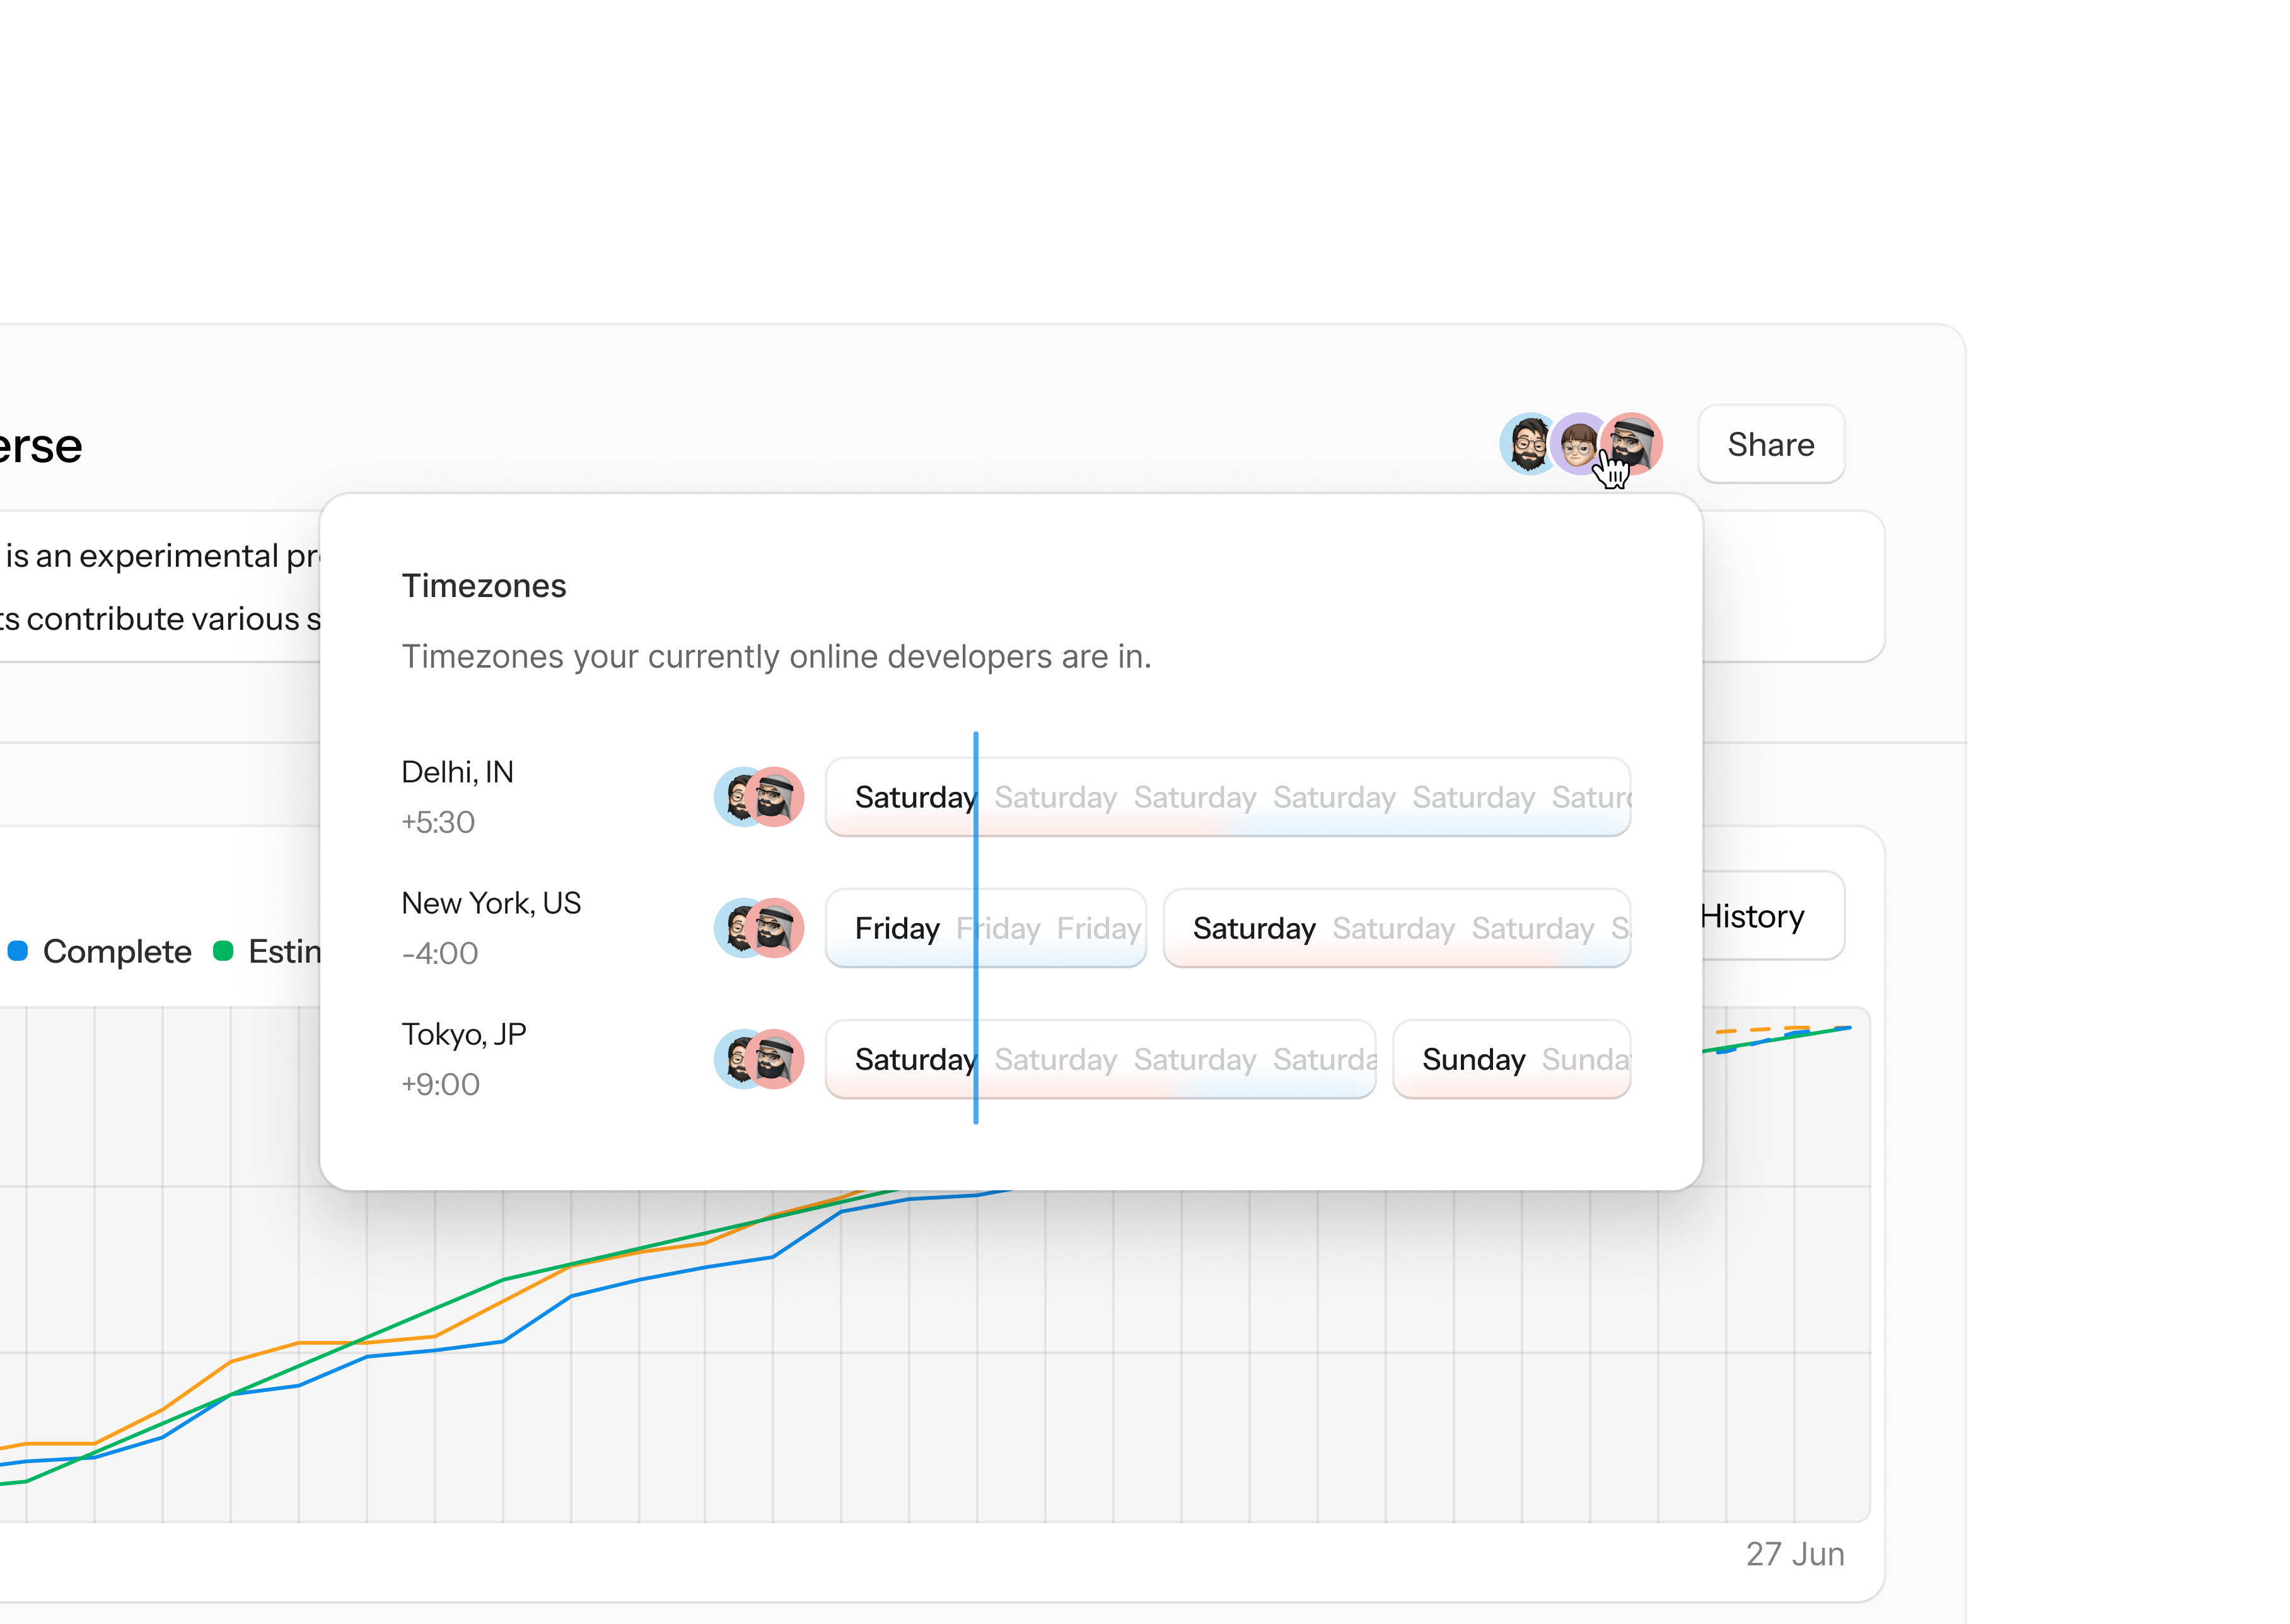 erse
Share
is an experimental
ts contribute various
Timezones
Timezones your currently online developers are in.
Delhi, IN
+5:30
Saturday Saturday Saturday Saturday Saturday Satur
New York, US
-4:00
Friday Friday Friday Saturday Saturday Saturday S
Tokyo, JP
+9:00
Saturday Saturday Saturday Saturda Sunday Sunda
History
Complete Estin
27 Jun